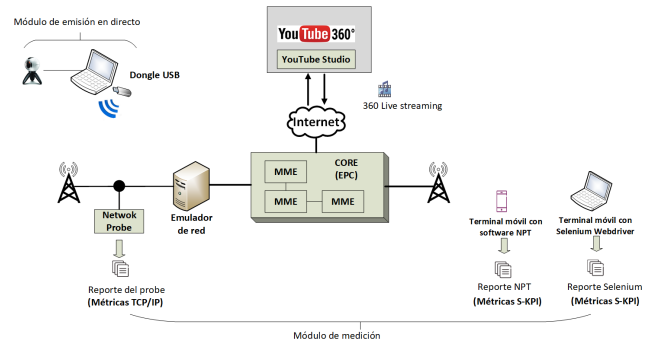 Módulo de emisión en directo
Dongle USB
YouTube 360°
YouTube Studio
360 Live streaming
Internet
CORE
(EPC)
MME
MME
MME
Netwok
Probe
Emulador
de red
Reporte del probe
(Métricas TCP/IP)
Terminal móvil con
software NPT
Reporte NPT
(Métricas S-KPI)
Terminal móvil con
Selenium Webdriver
Reporte Selenium
(Métricas S-KPI)
Módulo de medición